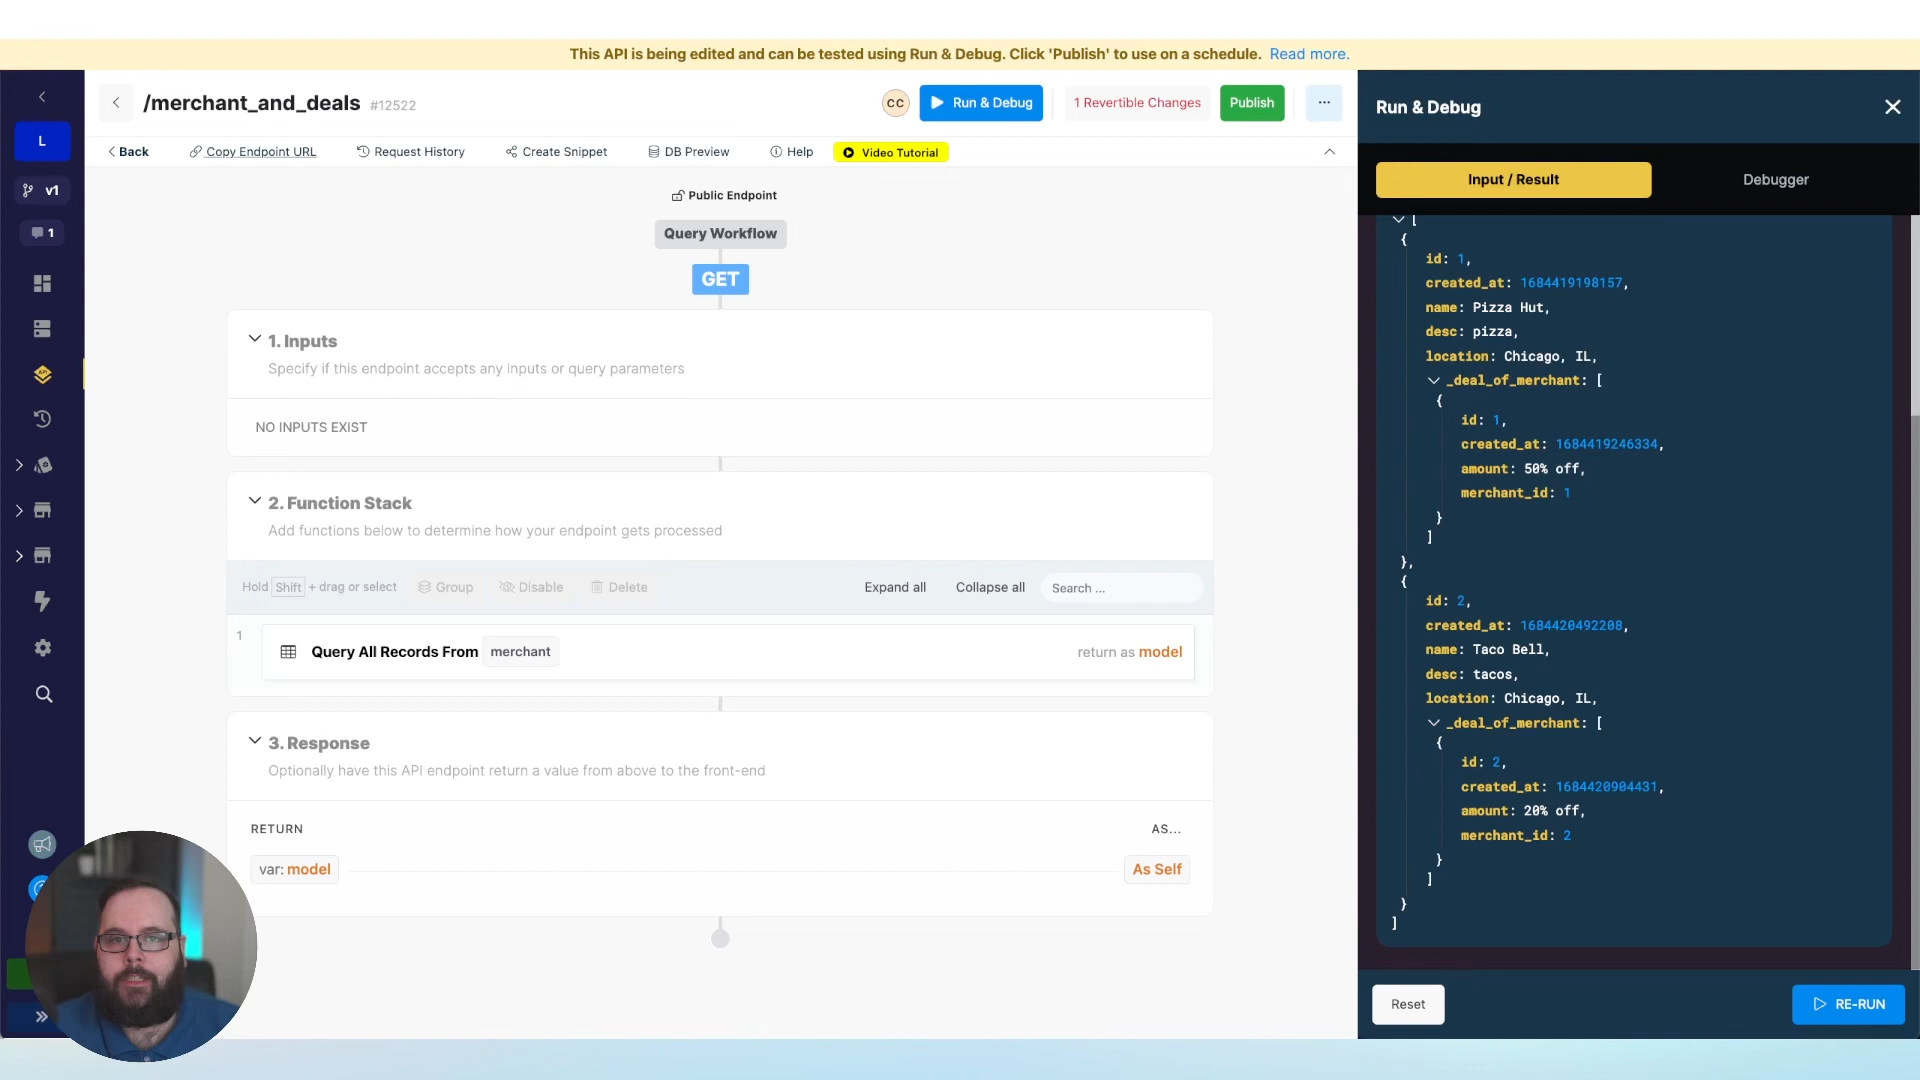 This API is being edited and can be tested using Run & Debug. Click 'Publish' to use on a schedule. Read more.
/merchant_and_deals #12522
CC
Run & Debug
1 Revertible Changes
Publish
...
Back
Copy Endpoint URL
Request History
Create Snippet
DB Preview
Help
Video Tutorial
L
v1
1
API
Public Endpoint
Query Workflow
GET
1. Inputs
Specify if this endpoint accepts any inputs or query parameters
NO INPUTS EXIST
2. Function Stack
Add functions below to determine how your endpoint gets processed
Hold Shift + drag or select
Group
Disable
Delete
Expand all
Collapse all
Search ...
1
Query All Records From merchant
return as model
3. Response
Optionally have this API endpoint return a value from above to the front-end
RETURN
AS...
var: model
As Self
Run & Debug
Input / Result
Debugger
[
{
id: 1,
created_at: 1684419198157,
name: Pizza Hut,
desc: pizza,
location: Chicago, IL,
_deal_of_merchant: [
{
id: 1,
created_at: 1684419246334,
amount: 50% off,
merchant_id: 1
}
]
},
{
id: 2,
created_at: 1684420492208,
name: Taco Bell,
desc: tacos,
location: Chicago, IL,
_deal_of_merchant: [
{
id: 2,
created_at: 1684420904431,
amount: 20% off,
merchant_id: 2
}
]
}
]
Reset
RE-RUN